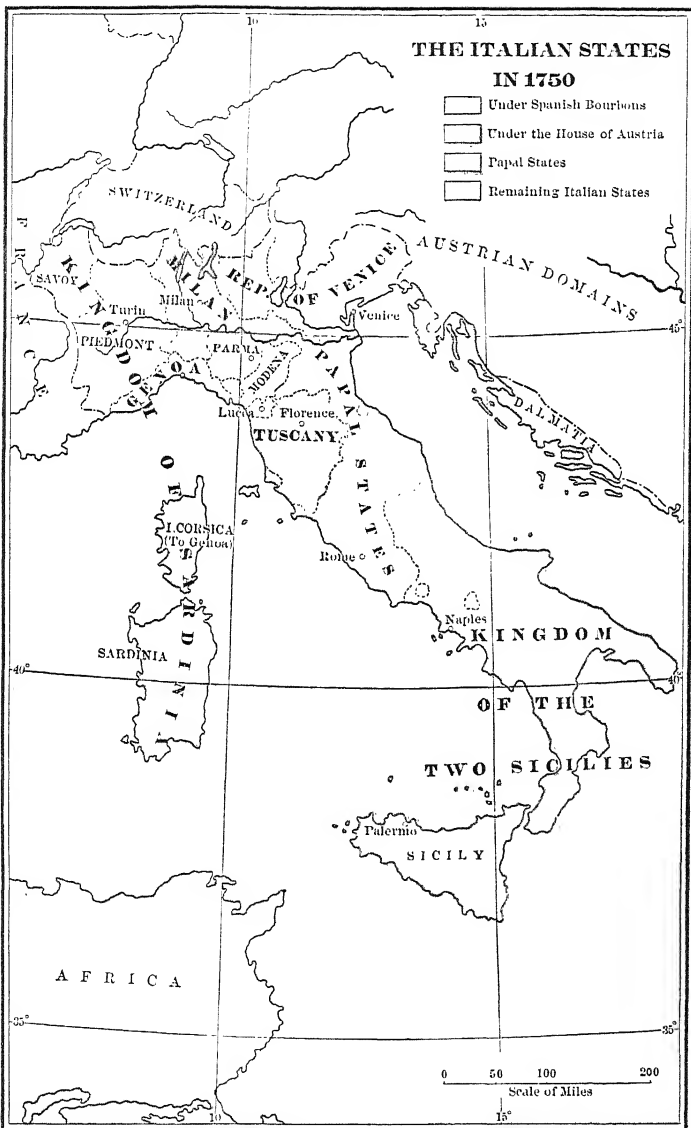 10
15
THE ITALIAN STATES
IN 1750
Under Spanish Bourbons
Under the House of Austria
Papal States
Remaining Italian States
SWITZERLAND
FRANCE
AUSTRIAN DOMAINS
SAVOY
KINGDOM OF SARDINIA
MILAN
REP. OF VENICE
Milan
Venice
Turin
45°
PIEDMONT
PARMA
MODENA
GENOA
PAPAL STATES
DALMATIA
Lucca
Florence
TUSCANY
I. CORSICA
(To Genoa)
Rome
Naples
KINGDOM
OF THE
TWO SICILIES
SARDINIA
40°
40°
Palermo
SICILY
AFRICA
35°
35°
0 50 100 200
Scale of Miles
10
15°